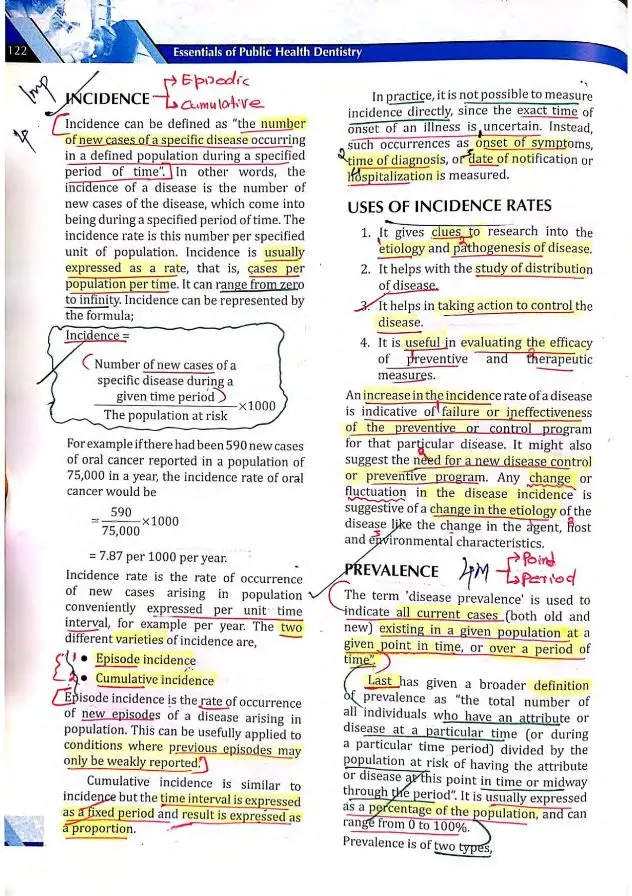 122
Essentials of Public Health Dentistry
Imp
INCIDENCE
Episodic
Cumulative
Incidence can be defined as "the number
of new cases of a specific disease occurring
in a defined population during a specified
period of time". In other words, the
incidence of a disease is the number of
new cases of the disease, which come into
being during a specified period of time. The
incidence rate is this number per specified
unit of population. Incidence is usually
expressed as a rate, that is, cases per
population per time. It can range from zero
to infinity. Incidence can be represented by
the formula;
Incidence =
Number of new cases of a
specific disease during a
given time period
The population at risk
x1000
For example if there had been 590 new cases
of oral cancer reported in a population of
75,000 in a year, the incidence rate of oral
cancer would be
= 590
75,000
x1000
= 7.87 per 1000 per year.
Incidence rate is the rate of occurrence
of new cases arising in population
conveniently expressed per unit time
interval, for example per year. The two
different varieties of incidence are,
1 • Episode incidence
2 • Cumulative incidence
Episode incidence is the rate of occurrence
of new episodes of a disease arising in
population. This can be usefully applied to
conditions where previous episodes may
only be weakly reported.
Cumulative incidence is similar to
incidence but the time interval is expressed
as a fixed period and result is expressed as
a proportion.
In practice, it is not possible to measure
incidence directly, since the exact time of
onset of an illness is uncertain. Instead,
such occurrences as onset of symptoms,
time of diagnosis, or date of notification or
hospitalization is measured.
USES OF INCIDENCE RATES
1. It gives clues to research into the
etiology and pathogenesis of disease.
2. It helps with the study of distribution
of disease.
3. It helps in taking action to control the
disease.
4. It is useful in evaluating the efficacy
of preventive and therapeutic
measures.
An increase in the incidence rate of a disease
is indicative of failure or ineffectiveness
of the preventive or control program
for that particular disease. It might also
suggest the need for a new disease control
or preventive program. Any change or
fluctuation in the disease incidence is
suggestive of a change in the etiology of the
disease like the change in the agent, host
and environmental characteristics.
PREVALENCE
4M
Point
Period
The term 'disease prevalence' is used to
indicate all current cases (both old and
new) existing in a given population at a
given point in time, or over a period of
time".
Last has given a broader definition
of prevalence as "the total number of
all individuals who have an attribute or
disease at a particular time (or during
a particular time period) divided by the
population at risk of having the attribute
or disease at this point in time or midway
through the period". It is usually expressed
as a percentage of the population, and can
range from 0 to 100%.
Prevalence is of two types,